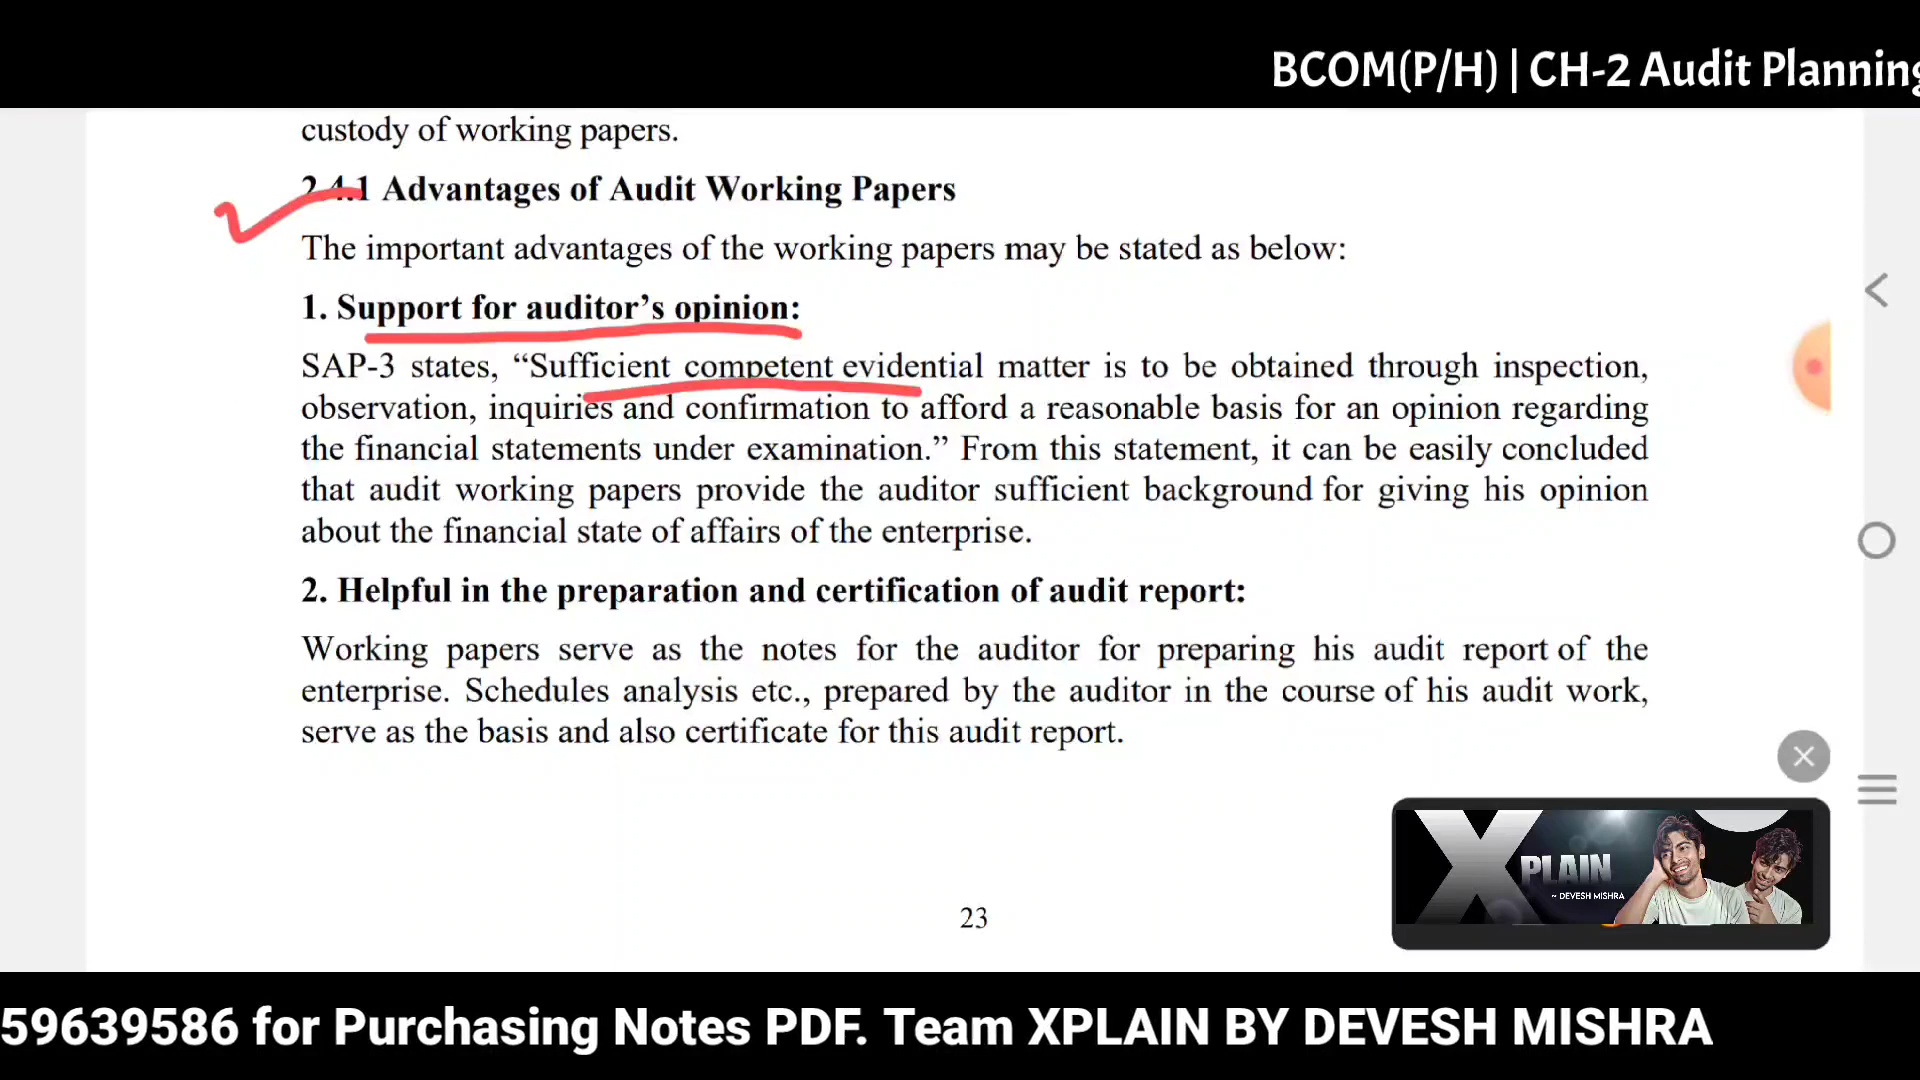 BCOM(P/H) | CH-2 Audit Planning
custody of working papers.
2.4.1 Advantages of Audit Working Papers
The important advantages of the working papers may be stated as below:
1. Support for auditor’s opinion:
SAP-3 states, “Sufficient competent evidential matter is to be obtained through inspection,
observation, inquiries and confirmation to afford a reasonable basis for an opinion regarding
the financial statements under examination.” From this statement, it can be easily concluded
that audit working papers provide the auditor sufficient background for giving his opinion
about the financial state of affairs of the enterprise.
2. Helpful in the preparation and certification of audit report:
Working papers serve as the notes for the auditor for preparing his audit report of the
enterprise. Schedules analysis etc., prepared by the auditor in the course of his audit work,
serve as the basis and also certificate for this audit report.
XPLAIN
~ DEVESH MISHRA
23
59639586 for Purchasing Notes PDF. Team XPLAIN BY DEVESH MISHRA